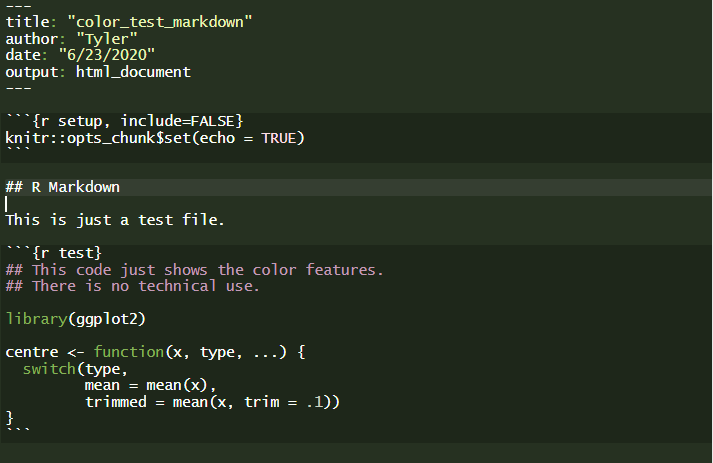 ---
title: "color_test_markdown"
author: "Tyler"
date: "6/23/2020"
output: html_document
---
```{r setup, include=FALSE}
knitr::opts_chunk$set(echo = TRUE)
```
## R Markdown
This is just a test file.
```{r test}
## This code just shows the color features.
## There is no technical use.
library(ggplot2)
centre <- function(x, type, ...) {
  switch(type,
         mean = mean(x),
         trimmed = mean(x, trim = .1))
}
```